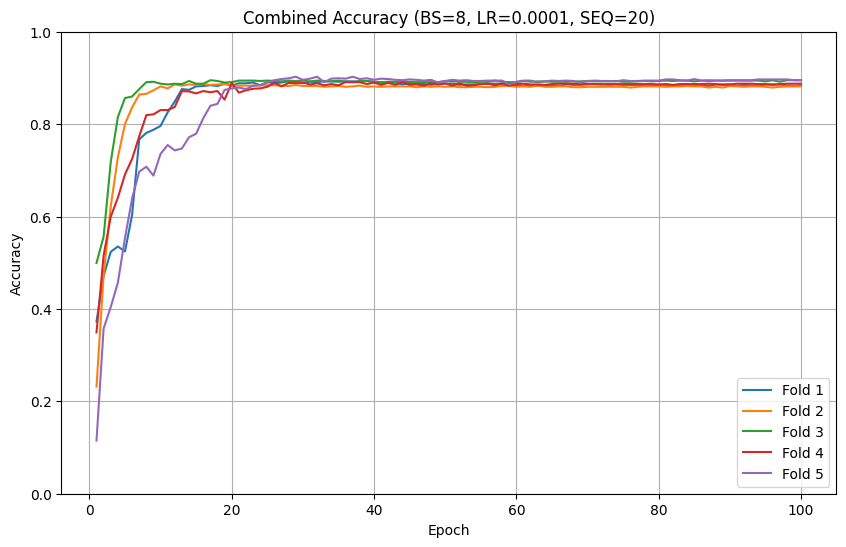 Combined Accuracy (BS=8, LR=0.0001, SEQ=20)
1.0
0.8
0.6
0.4
0.2
0.0
Accuracy
0 20 40 60 80 100
Epoch
Fold 1
Fold 2
Fold 3
Fold 4
Fold 5